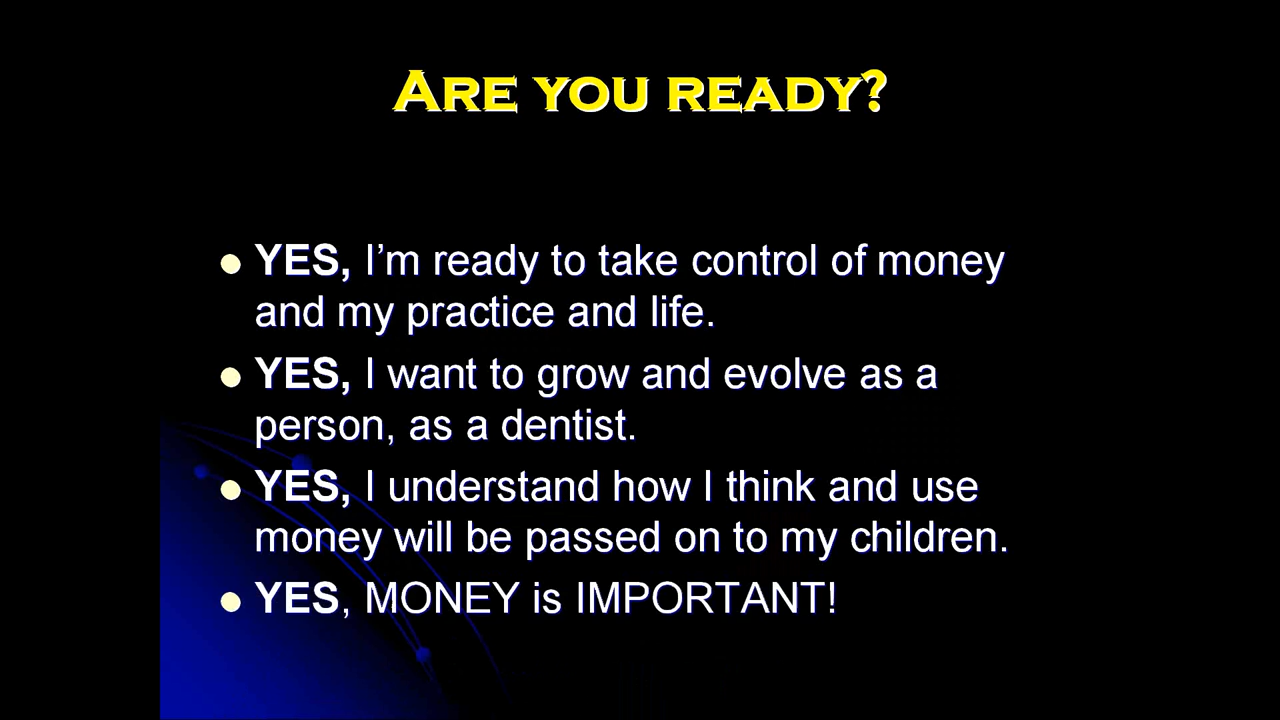 ARE YOU READY?
YES, I’m ready to take control of money
and my practice and life.
YES, I want to grow and evolve as a
person, as a dentist.
YES, I understand how I think and use
money will be passed on to my children.
YES, MONEY is IMPORTANT!